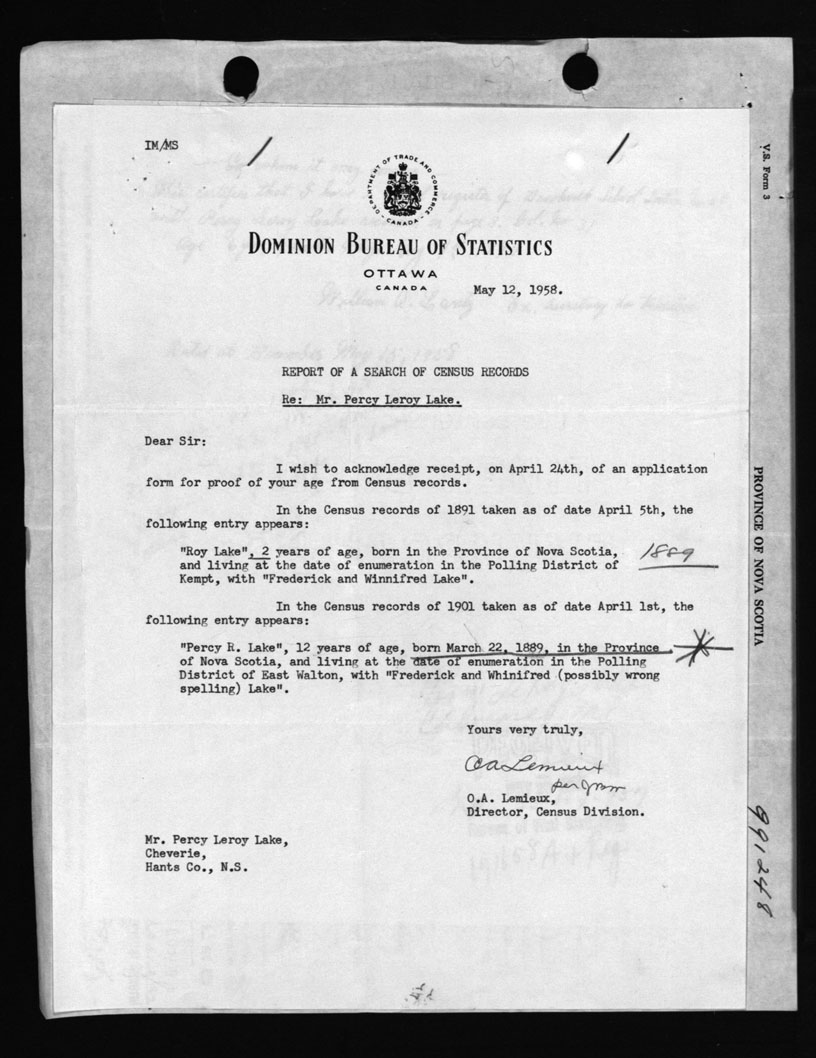 IM/MS
/
/
DEPARTMENT OF TRADE AND COMMERCE
CANADA
DOMINION BUREAU OF STATISTICS
OTTAWA
CANADA
May 12, 1958.
REPORT OF A SEARCH OF CENSUS RECORDS
Re: Mr. Percy Leroy Lake.
Dear Sir:
I wish to acknowledge receipt, on April 24th, of an application
form for proof of your age from Census records.
In the Census records of 1891 taken as of date April 5th, the
following entry appears:
"Roy Lake", 2 years of age, born in the Province of Nova Scotia,
and living at the date of enumeration in the Polling District of
Kempt, with "Frederick and Winnifred Lake".
1889
In the Census records of 1901 taken as of date April 1st, the
following entry appears:
"Percy R. Lake", 12 years of age, born March 22, 1889, in the Province
of Nova Scotia, and living at the date of enumeration in the Polling
District of East Walton, with "Frederick and Whinifred (possibly wrong
spelling) Lake".
Yours very truly,
O A Lemieux
per
O.A. Lemieux,
Director, Census Division.
Mr. Percy Leroy Lake,
Cheverie,
Hants Co., N.S.
V.S. Form 3
PROVINCE OF NOVA SCOTIA
991248